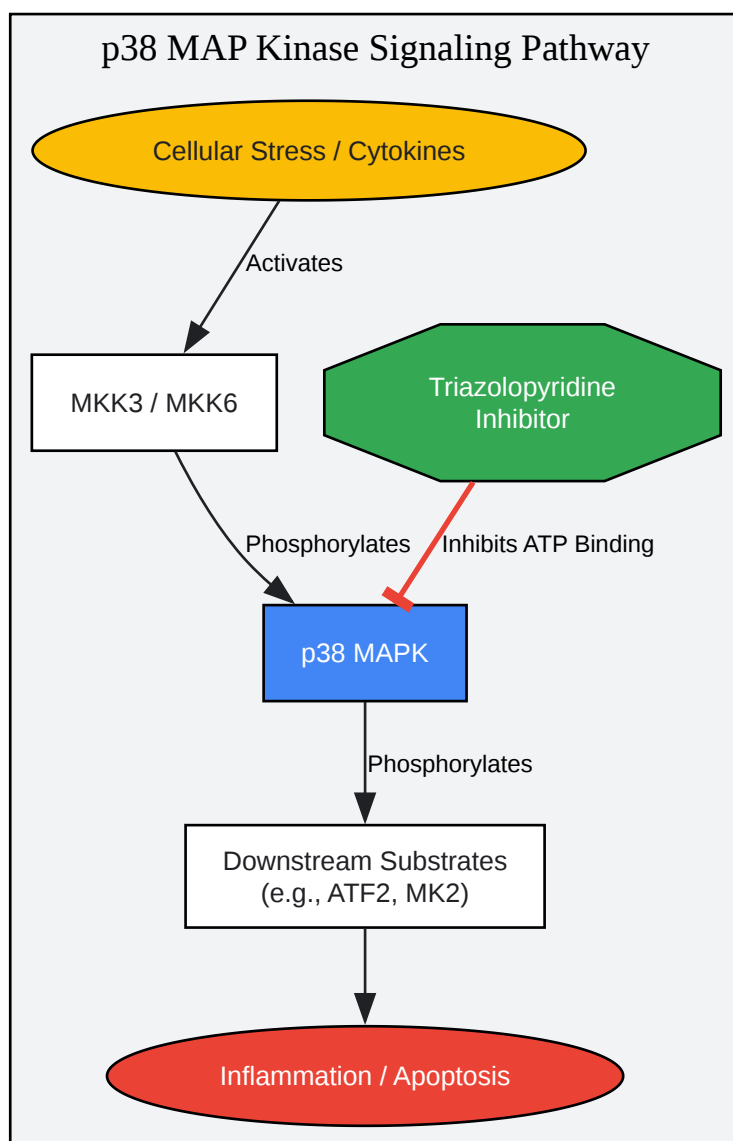 p38 MAP Kinase Signaling Pathway
Cellular Stress / Cytokines
Activates
MKK3 / MKK6
Triazolopyridine
Inhibitor
Phosphorylates
Inhibits ATP Binding
p38 MAPK
Phosphorylates
Downstream Substrates
(e.g., ATF2, MK2)
Inflammation / Apoptosis